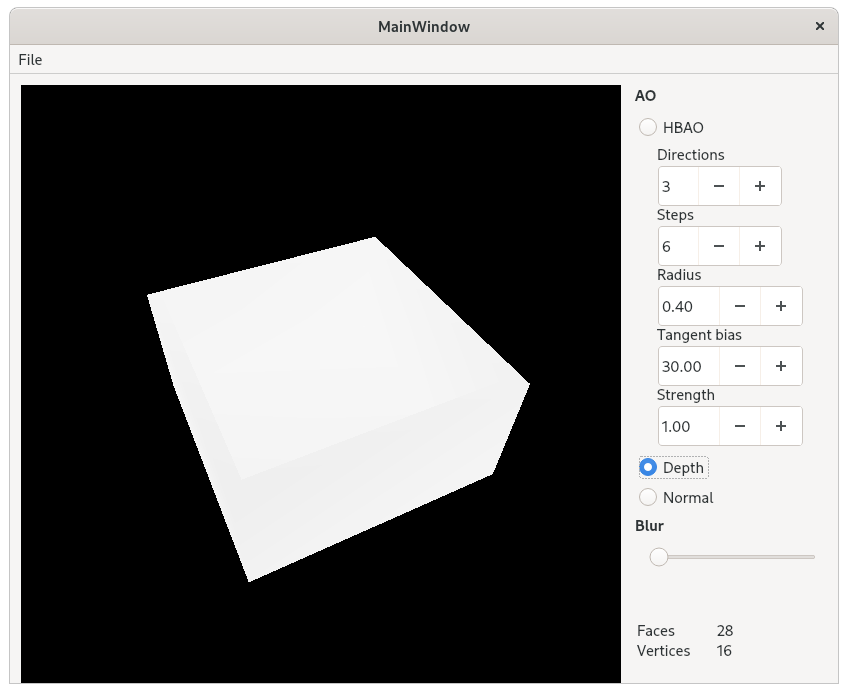 MainWindow
File
AO
HBAO
Directions
3
Steps
6
Radius
0.40
Tangent bias
30.00
Strength
1.00
Depth
Normal
Blur
Faces 28
Vertices 16